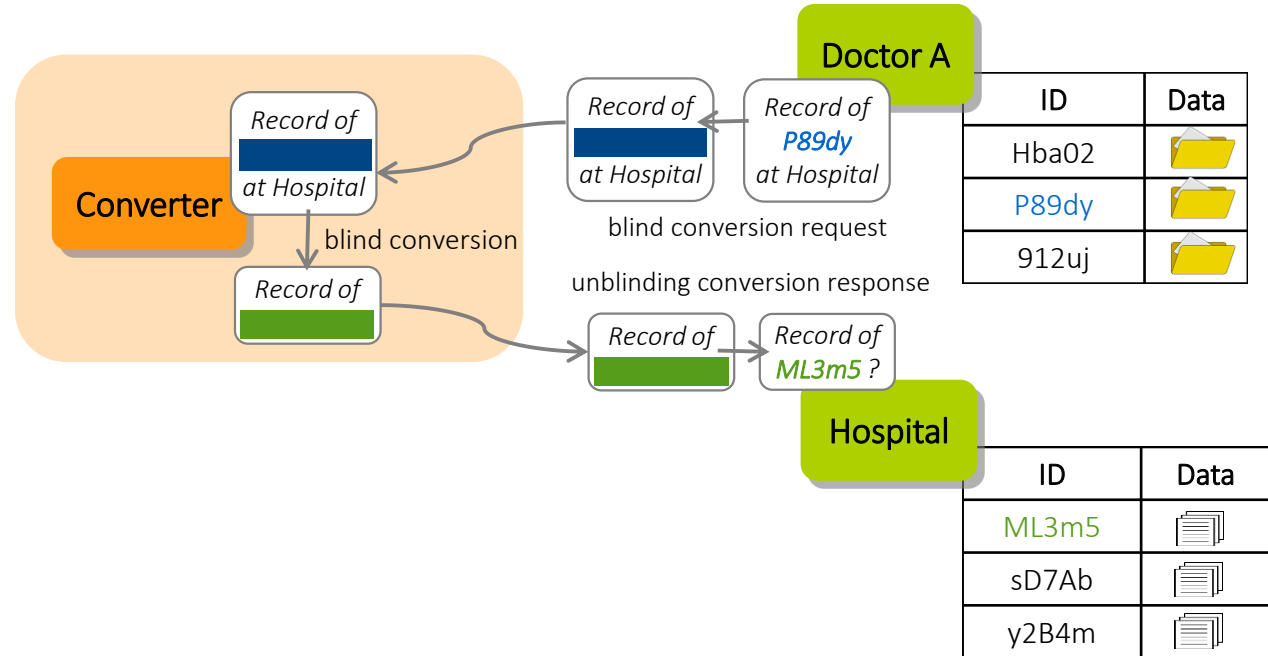 Doctor A
ID
Data
Hba02
P89dy
912uj
Record of
P89dy
at Hospital
Record of
at Hospital
blind conversion request
Record of
at Hospital
Converter
blind conversion
Record of
unblinding conversion response
Record of
Record of
ML3m5 ?
Hospital
ID
Data
ML3m5
sD7Ab
y2B4m